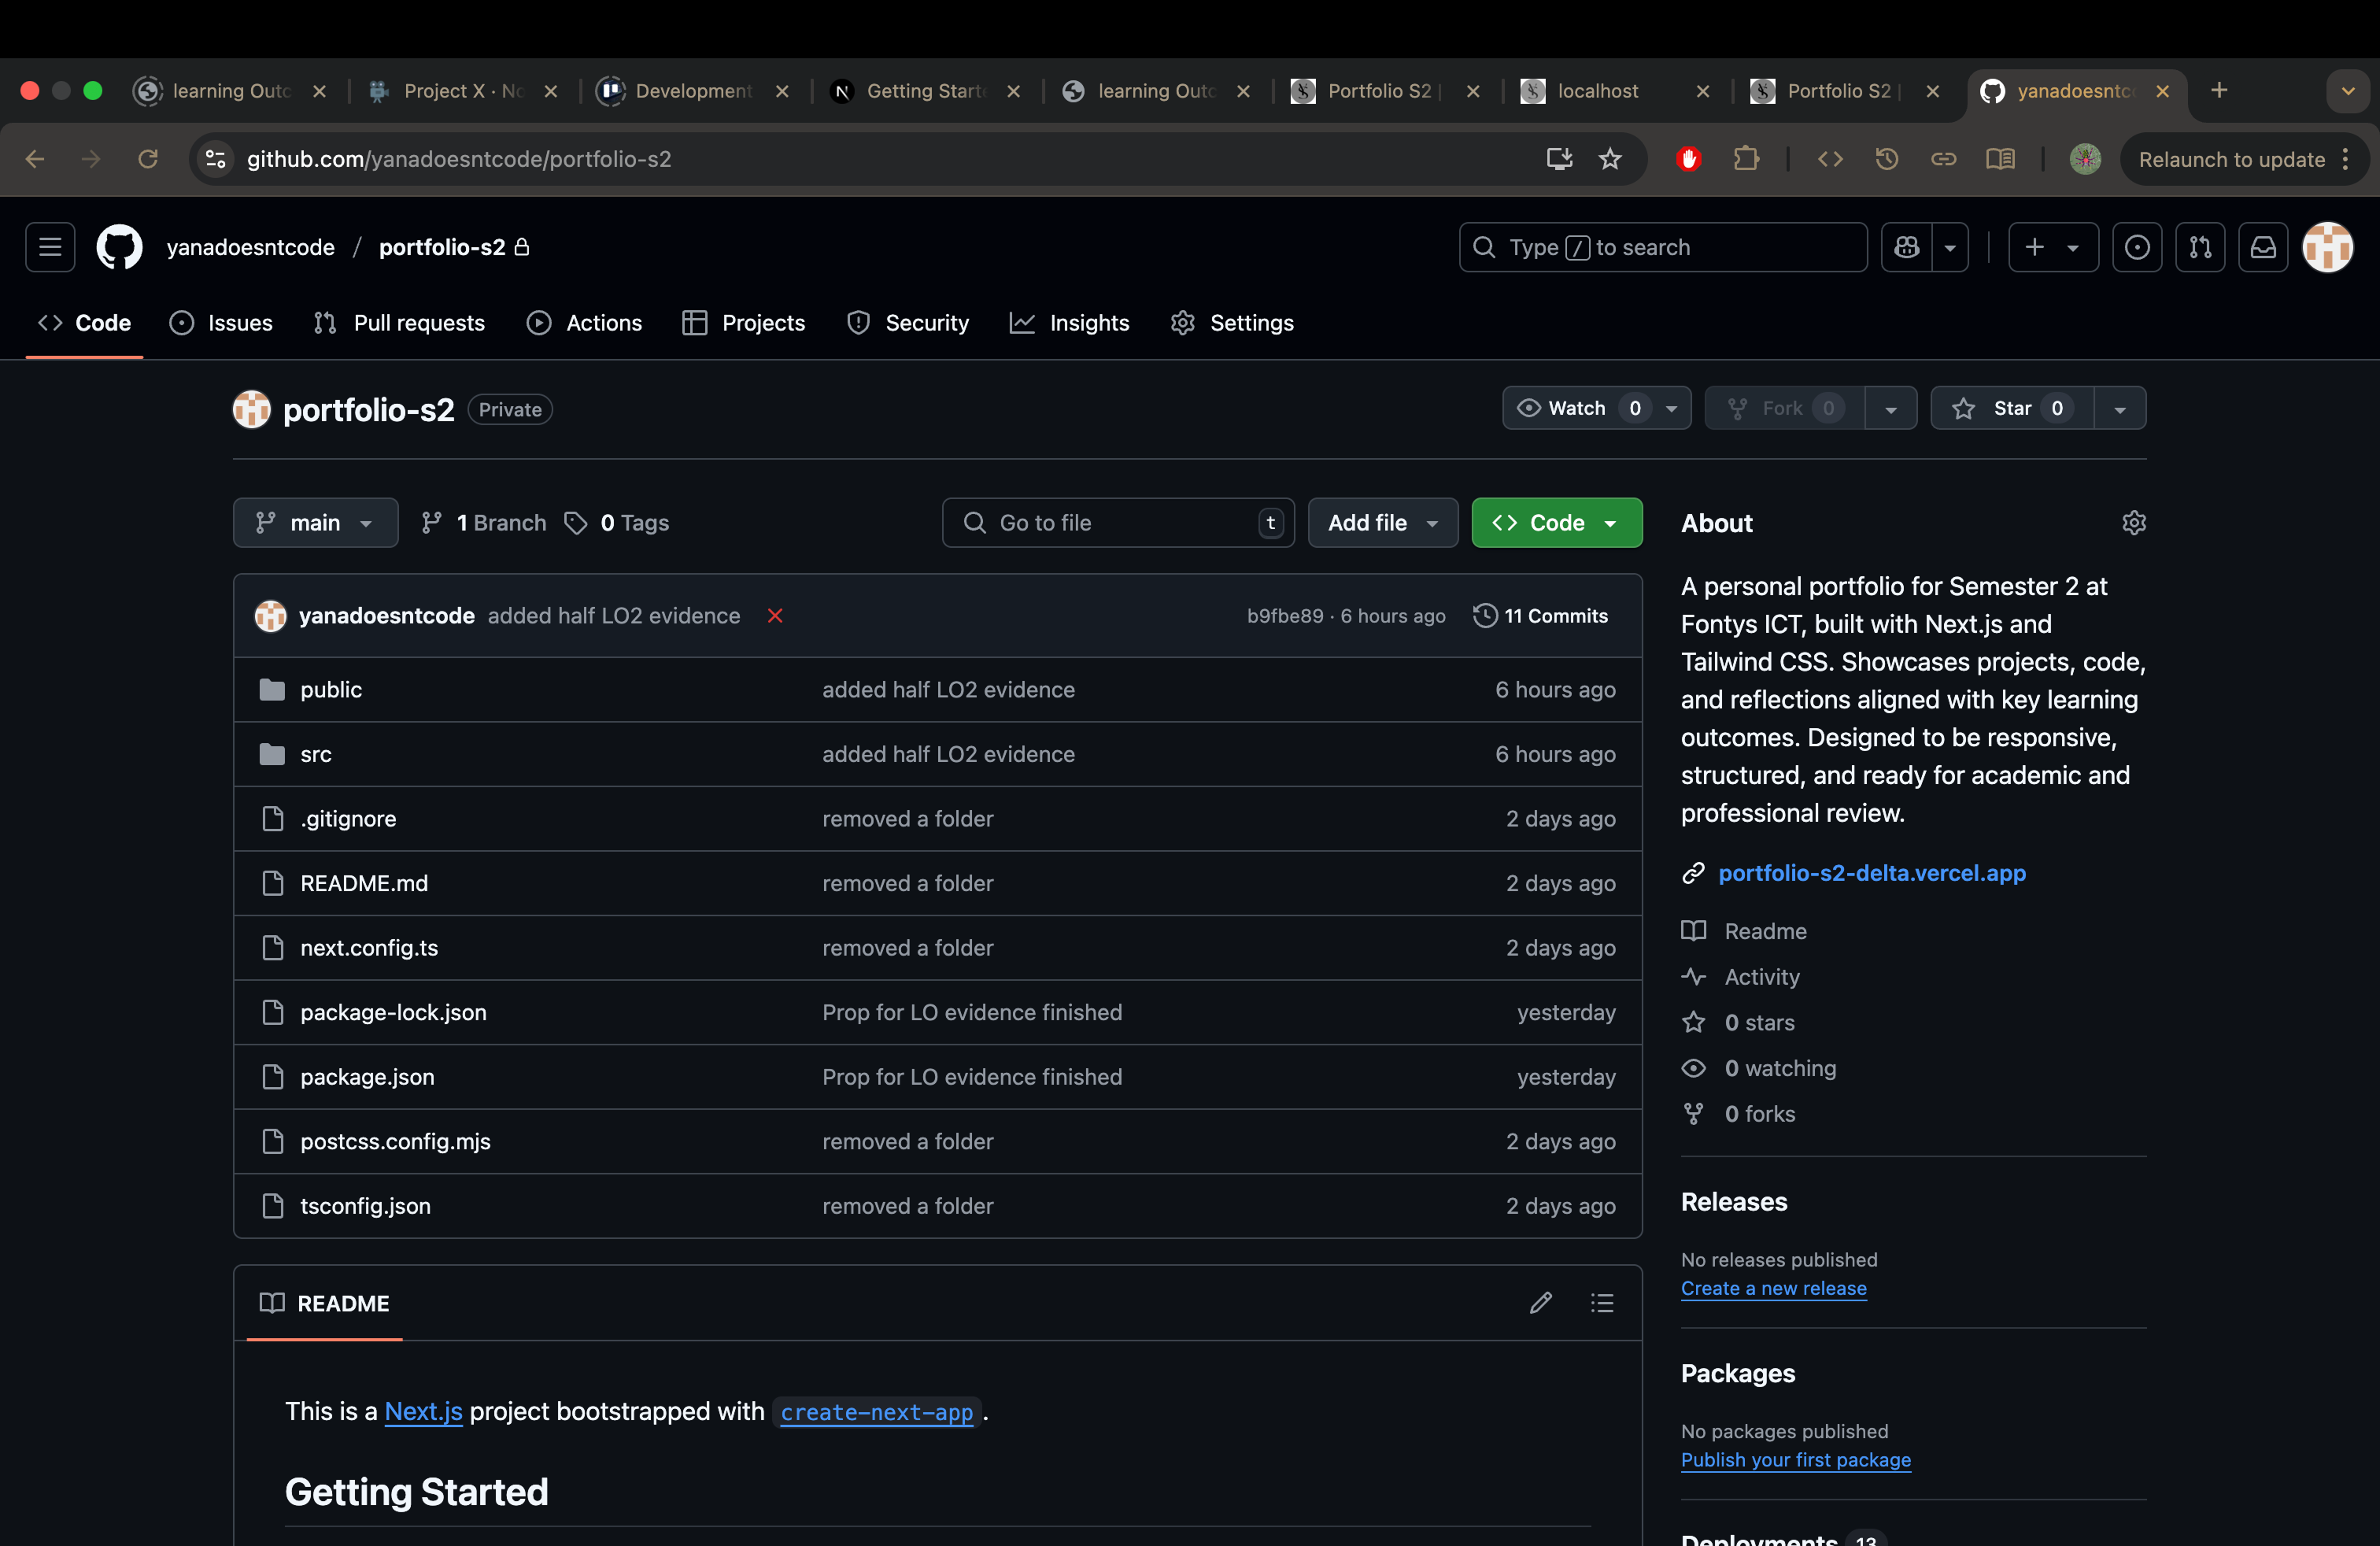 learning Outc
Project X · No
Development
Getting Starte
learning Outc
Portfolio S2 |
localhost
Portfolio S2 |
yanadoesntco
github.com/yanadoesntcode/portfolio-s2
Relaunch to update
yanadoesntcode / portfolio-s2
Type / to search
Code
Issues
Pull requests
Actions
Projects
Security
Insights
Settings
portfolio-s2 Private
Watch 0
Fork 0
Star 0
main
1 Branch
0 Tags
Go to file t
Add file
Code
yanadoesntcode added half LO2 evidence b9fbe89 · 6 hours ago 11 Commits
public added half LO2 evidence 6 hours ago
src added half LO2 evidence 6 hours ago
.gitignore removed a folder 2 days ago
README.md removed a folder 2 days ago
next.config.ts removed a folder 2 days ago
package-lock.json Prop for LO evidence finished yesterday
package.json Prop for LO evidence finished yesterday
postcss.config.mjs removed a folder 2 days ago
tsconfig.json removed a folder 2 days ago
README
This is a Next.js project bootstrapped with create-next-app.
Getting Started
About
A personal portfolio for Semester 2 at
Fontys ICT, built with Next.js and
Tailwind CSS. Showcases projects, code,
and reflections aligned with key learning
outcomes. Designed to be responsive,
structured, and ready for academic and
professional review.
portfolio-s2-delta.vercel.app
Readme
Activity
0 stars
0 watching
0 forks
Releases
No releases published
Create a new release
Packages
No packages published
Publish your first package
Deployments 13